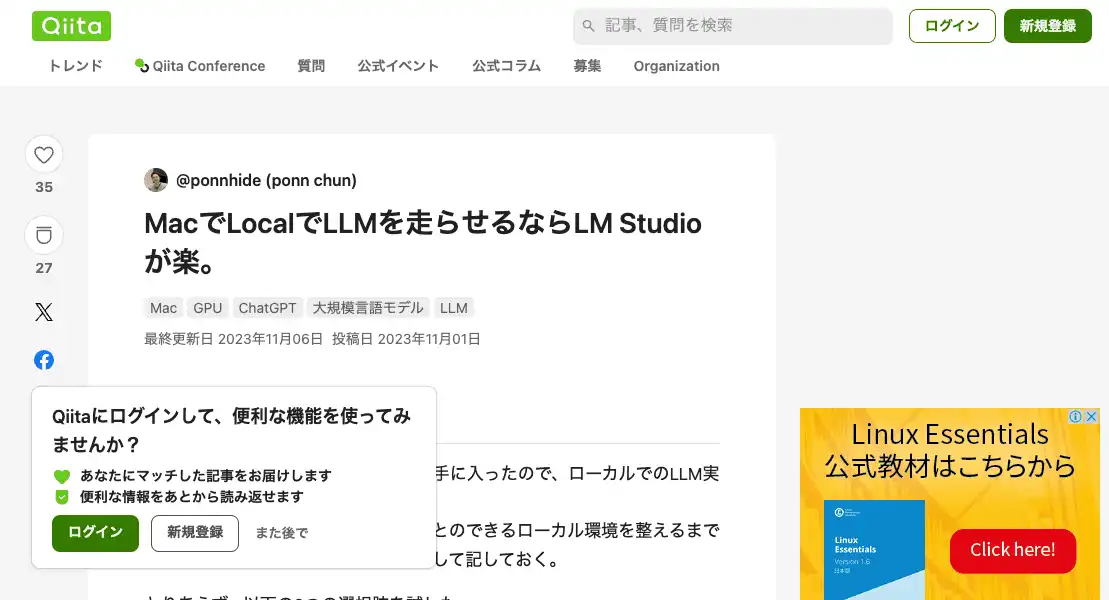 Qiita
記事、質問を検索
ログイン
新規登録
トレンド
Qiita Conference
質問
公式イベント
公式コラム
募集
Organization
35
27
@ponnhide (ponn chun)
MacでLocalでLLMを走らせるならLM Studio
が楽。
Mac GPU ChatGPT 大規模言語モデル LLM
最終更新日 2023年11月06日 投稿日 2023年11月01日
手に入ったので、ローカルでのLLM実
とのできるローカル環境を整えるまで
して記しておく。
Qiitaにログインして、便利な機能を使ってみ
ませんか？
あなたにマッチした記事をお届けします
便利な情報をあとから読み返せます
ログイン
新規登録
また後で
Linux Essentials
公式教材はこちらから
Linux
Essentials
Version 1.6
日本語
Click here!